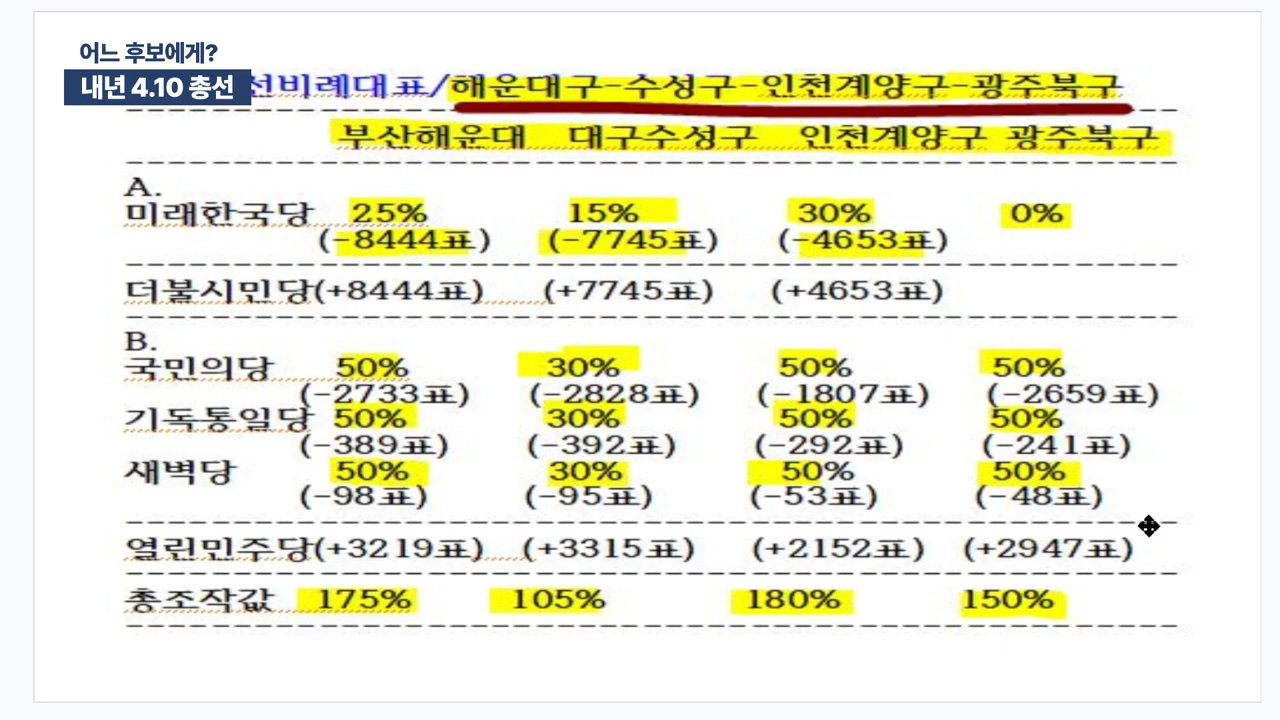 어느 후보에게?
내년 4.10 총선
선비례대표/해운대구-수성구-인천계양구-광주북구
부산해운대 대구수성구 인천계양구 광주북구
A.
미래한국당 25% 15% 30% 0%
(-8444표) (-7745표) (-4653표)
더불시민당(+8444표) (+7745표) (+4653표)
B.
국민의당 50% 30% 50% 50%
(-2733표) (-2828표) (-1807표) (-2659표)
기독통일당 50% 30% 50% 50%
(-389표) (-392표) (-292표) (-241표)
새벽당 50% 30% 50% 50%
(-98표) (-95표) (-53표) (-48표)
열린민주당(+3219표) (+3315표) (+2152표) (+2947표)
총조작값 175% 105% 180% 150%